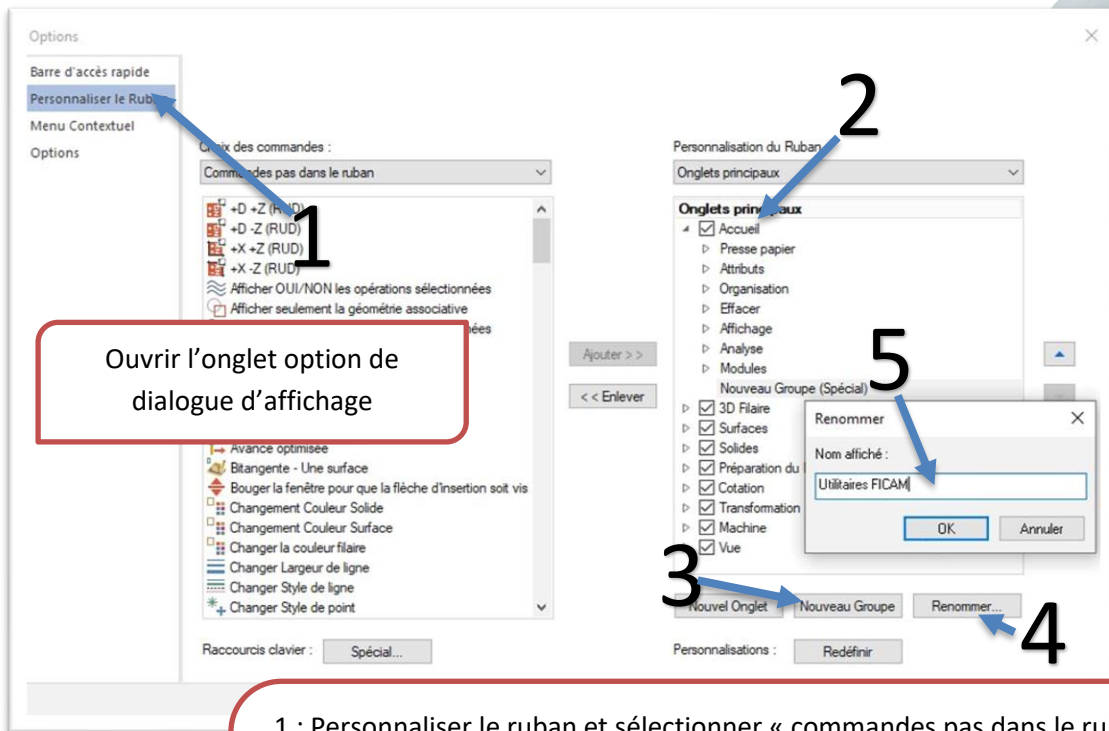 Options
Barre d'accès rapide
Personnaliser le Ruban
Menu Contextuel
Options
Choix des commandes :
Commandes pas dans le ruban
+D +Z (RUD)
+D -Z (RUD)
+X +Z (RUD)
+X -Z (RUD)
Afficher OUI/NON les opérations sélectionnées
Afficher seulement la géométrie associative
ées
Ouvrir l'onglet option de
dialogue d'affichage
Avance optimisée
Bitangente - Une surface
Bouger la fenêtre pour que la flèche d'insertion soit vis
Changement Couleur Solide
Changement Couleur Surface
Changer la couleur filaire
Changer Largeur de ligne
Changer Style de ligne
Changer Style de point
Raccourcis clavier :
Spécial...
1
Ajouter >>
<< Enlever
2
Personnalisation du Ruban
Onglets principaux
Onglets principaux
Accueil
Presse papier
Attributs
Organisation
Effacer
Affichage
Analyse
Modules
Nouveau Groupe (Spécial)
3D Filaire
Surfaces
Solides
Préparation du
Cotation
Transformation
Machine
Vue
5
Renommer
Nom affiché :
Utilitaires FICAM
OK
Annuler
3
Nouvel Onglet
Nouveau Groupe
Renommer...
4
Personnalisations :
Redéfinir
1 : Personnaliser le ruban et sélectionner « commandes pas dans le ru